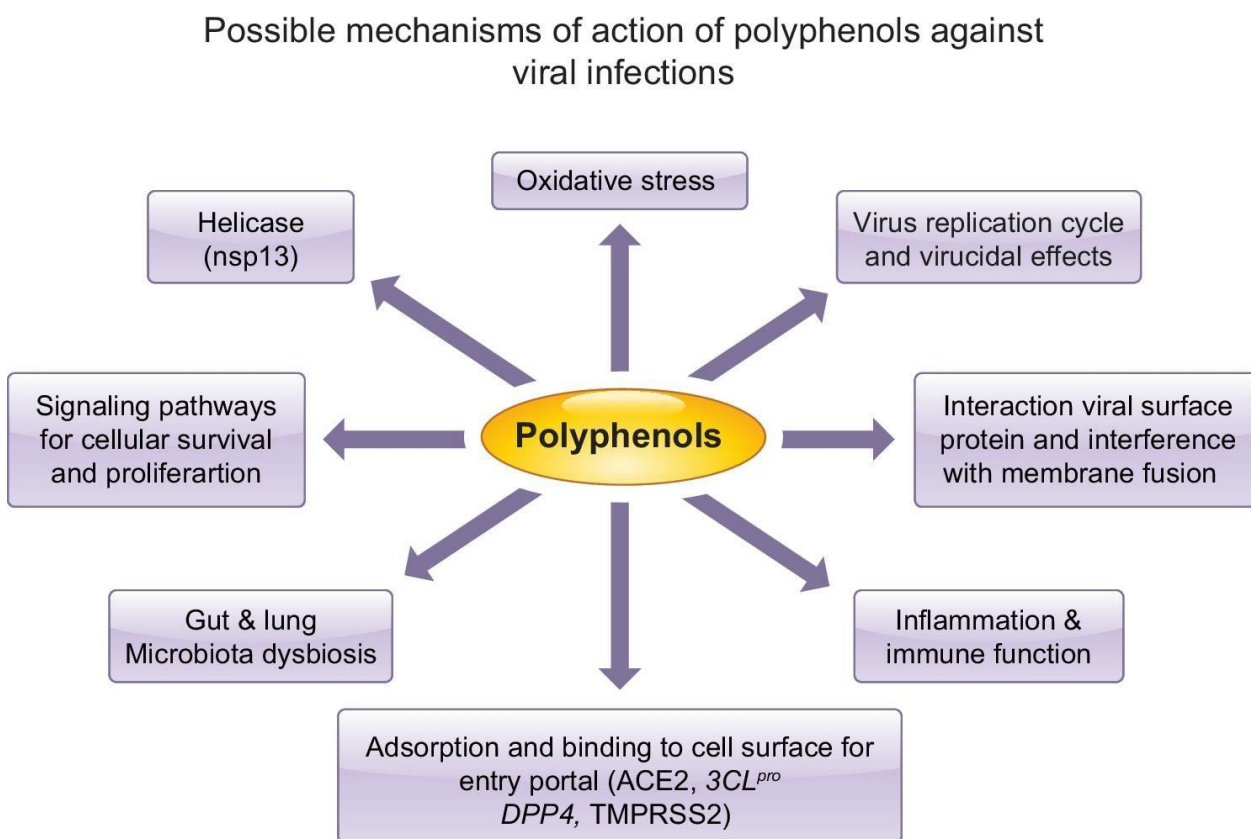 Possible mechanisms of action of polyphenols against
viral infections
Oxidative stress
Helicase
(nsp13)
Virus replication cycle
and virucidal effects
Signaling pathways
for cellular survival
and proliferartion
Polyphenols
Interaction viral surface
protein and interference
with membrane fusion
Gut & lung
Microbiota dysbiosis
Inflammation &
immune function
Adsorption and binding to cell surface for
entry portal (ACE2, 3CLpro
DPP4, TMPRSS2)